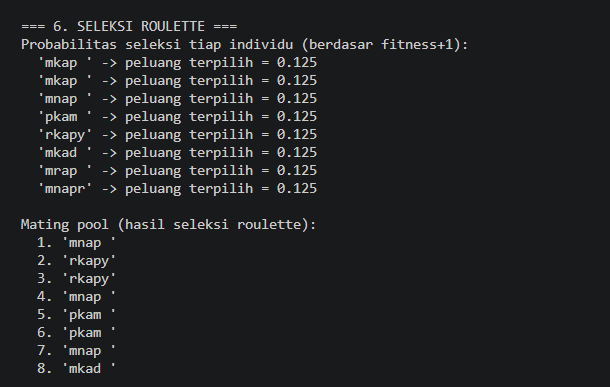 === 6. SELEKSI ROULETTE ===
Probabilitas seleksi tiap individu (berdasar fitness+1):
  'mkap ' -> peluang terpilih = 0.125
  'mkap ' -> peluang terpilih = 0.125
  'mnap ' -> peluang terpilih = 0.125
  'pkam ' -> peluang terpilih = 0.125
  'rkapy' -> peluang terpilih = 0.125
  'mkad ' -> peluang terpilih = 0.125
  'mrap ' -> peluang terpilih = 0.125
  'mnapr' -> peluang terpilih = 0.125

Mating pool (hasil seleksi roulette):
  1. 'mnap '
  2. 'rkapy'
  3. 'rkapy'
  4. 'mnap '
  5. 'pkam '
  6. 'pkam '
  7. 'mnap '
  8. 'mkad '